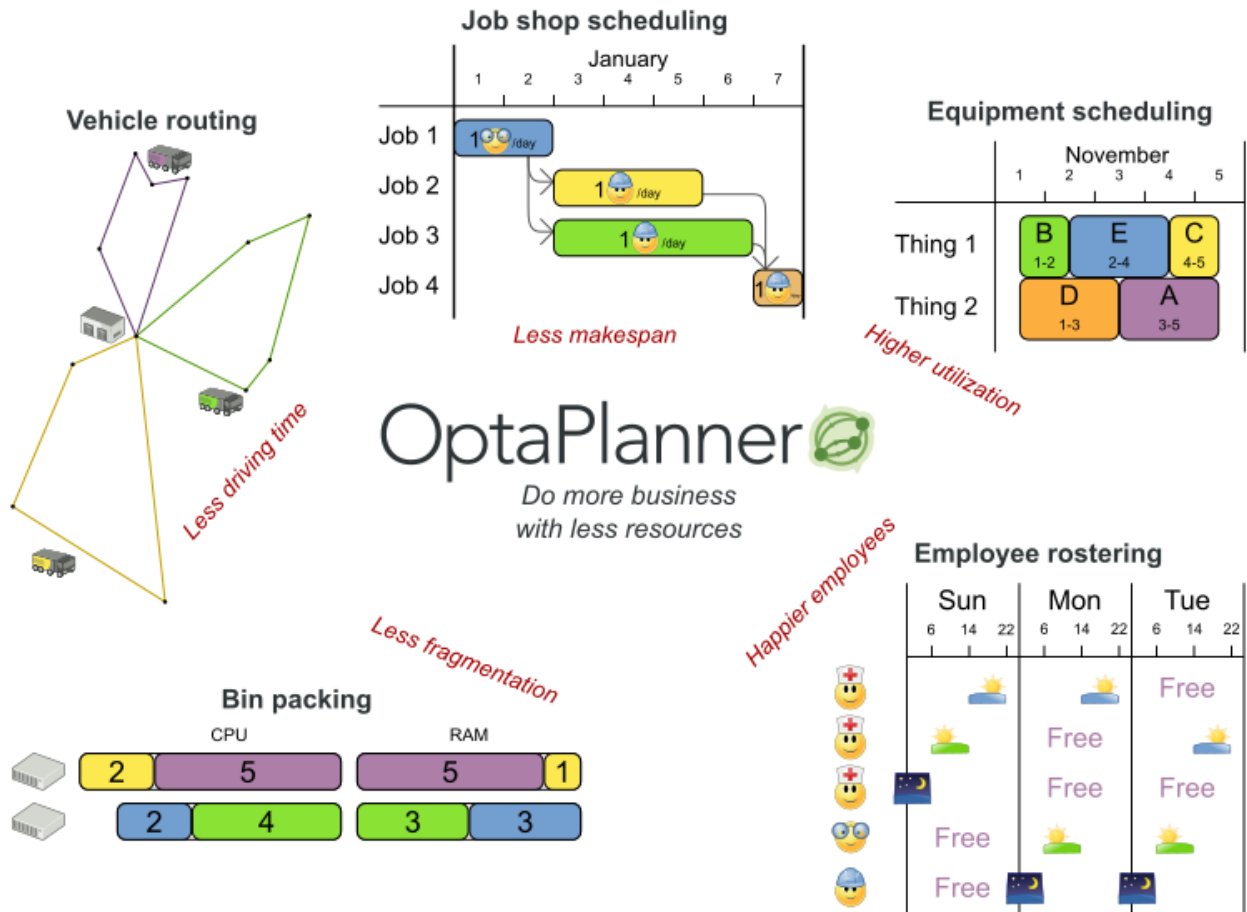 Job shop scheduling
January
1 2 3 4 5 6 7
Job 1
1 /day
Job 2
1 /day
Job 3
1 /day
Job 4
1
Less makespan
Vehicle routing
Less driving time
Equipment scheduling
November
1 2 3 4 5
Thing 1
B E C
1-2 2-4 4-5
Thing 2
D A
1-3 3-5
Higher utilization
OptaPlanner
Do more business
with less resources
Less fragmentation
Bin packing
CPU RAM
2 5 5 1
2 4 3 3
Happier employees
Employee rostering
Sun Mon Tue
6 14 22 6 14 22 6 14 22
Free
Free
Free Free
Free
Free